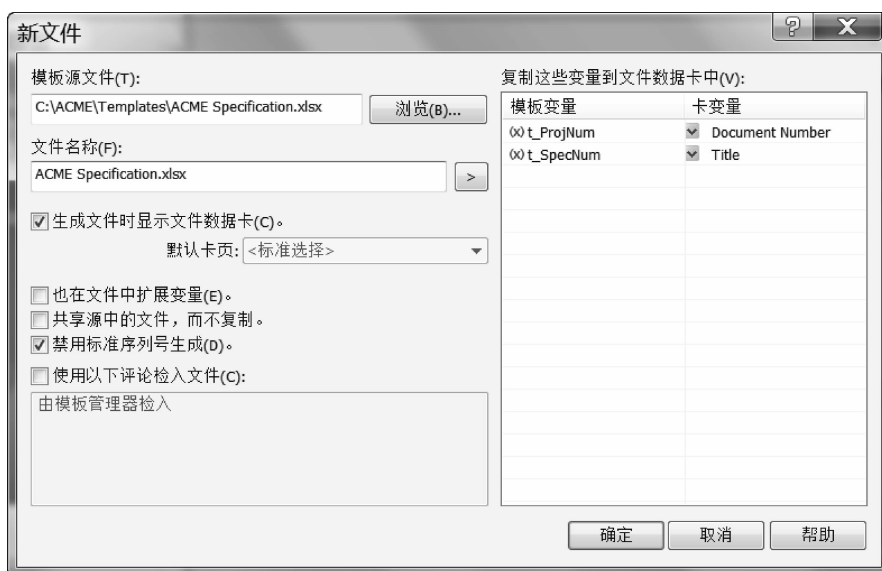 新文件
模板源文件(T):
C:\ACME\Templates\ACME Specification.xlsx
浏览(B)...
文件名称(F):
ACME Specification.xlsx
>
生成文件时显示文件数据卡(C)。
默认卡页: <标准选择>
也在文件中扩展变量(E)。
共享源中的文件，而不复制。
禁用标准序列号生成(D)。
使用以下评论检入文件(C):
由模板管理器检入
复制这些变量到文件数据卡中(V):
模板变量 卡变量
(x) t_ProjNum Document Number
(x) t_SpecNum Title
确定 取消 帮助